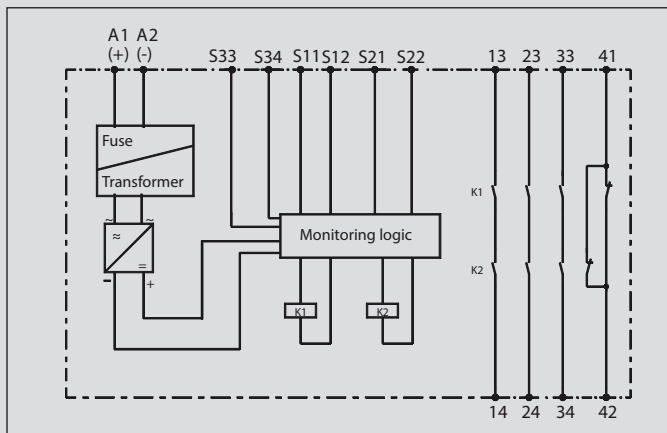 A1 A2
(+) (-) S33 S34 S11 S12 S21 S22 13 23 33 41
Fuse
Transformer
~ ~
≈
=
- +
Monitoring logic
K1
K2
K1 K2
14 24 34 42